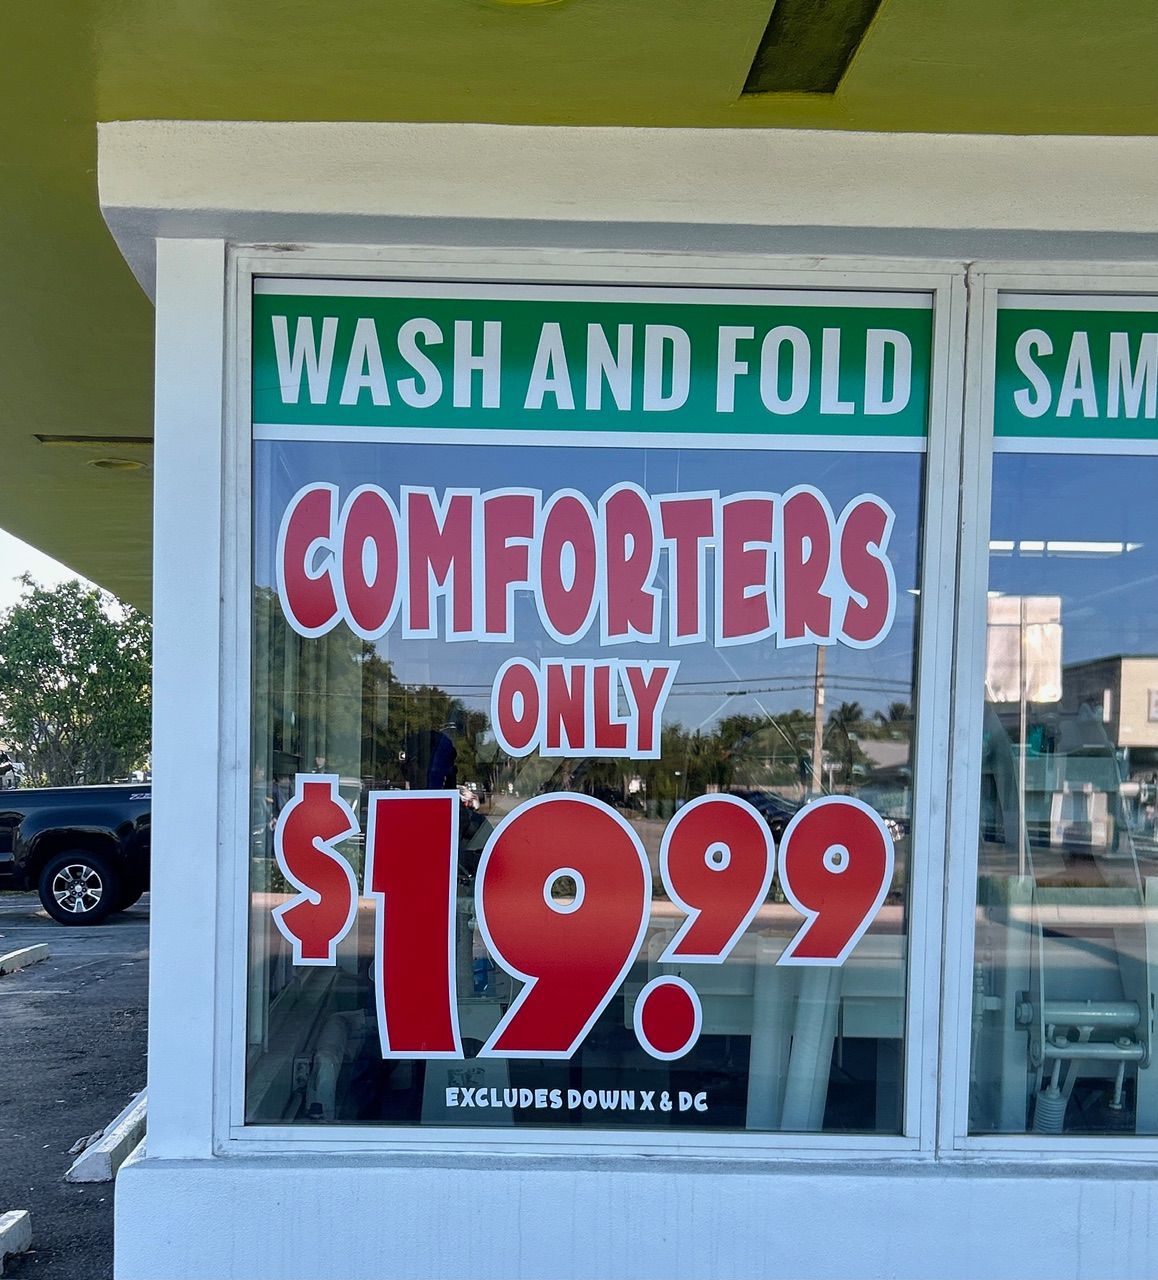 WASH AND FOLD
SAM
COMFORTERS
ONLY
$19.99
EXCLUDES DOWN X & DC